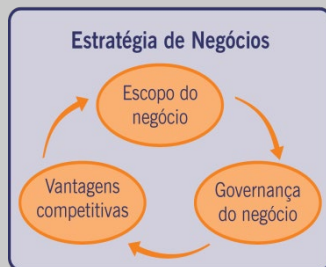 Estratégia de Negócios
Escopo do
negócio
Vantagens
competitivas
Governança
do negócio